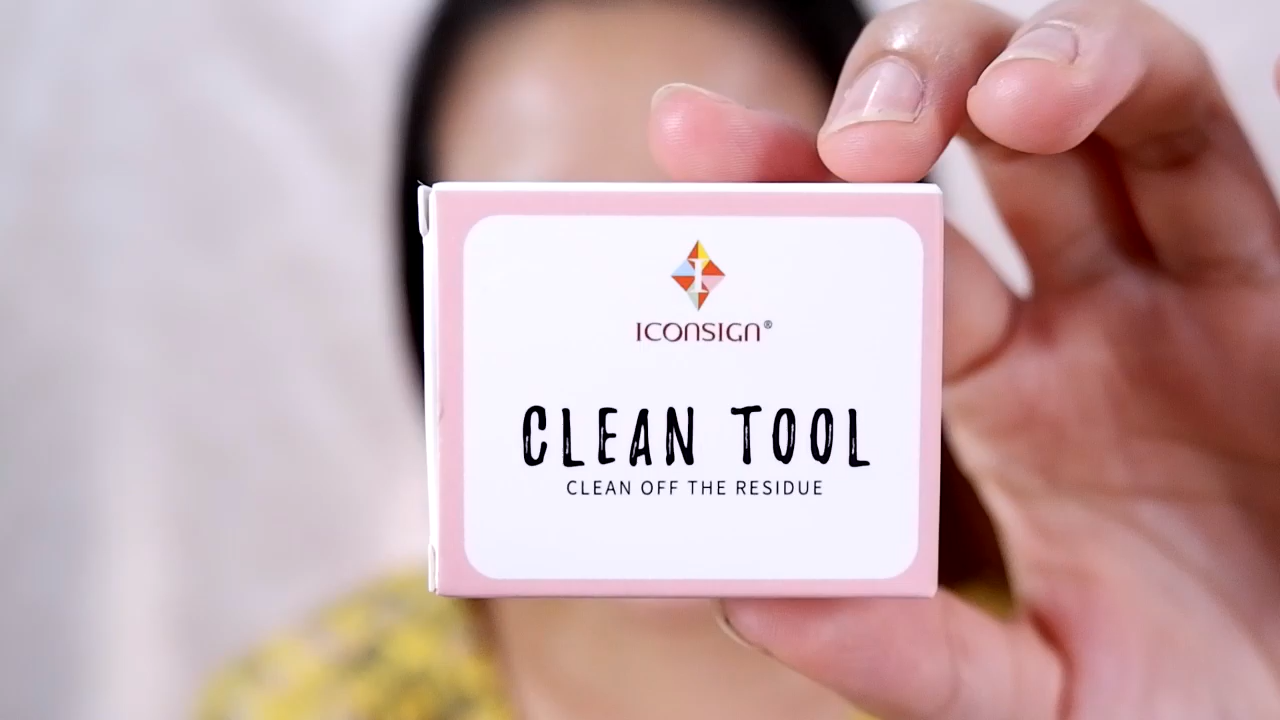 I
ICONSIGN®
CLEAN TOOL
CLEAN OFF THE RESIDUE